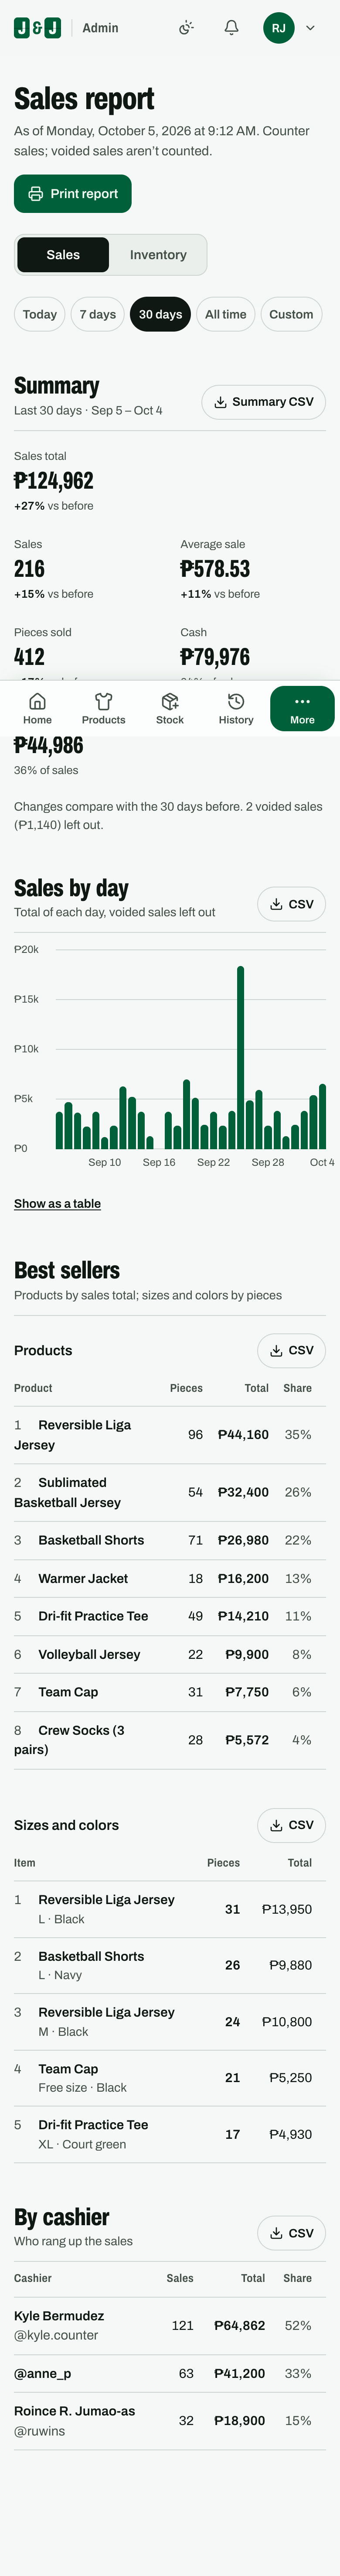 J & J Admin RJ
Sales report
As of Monday, October 5, 2026 at 9:12 AM. Counter
sales; voided sales aren't counted.
Print report
Sales Inventory
Today 7 days 30 days All time Custom
Summary
Last 30 days · Sep 5 – Oct 4
Summary CSV
Sales total
₱124,962
+27% vs before
Sales Average sale
216 ₱578.53
+15% vs before +11% vs before
Pieces sold Cash
412 ₱79,976
Home Products Stock History More
₱44,986
36% of sales
Changes compare with the 30 days before. 2 voided sales
(₱1,140) left out.
Sales by day
Total of each day, voided sales left out
CSV
₱20k
₱15k
₱10k
₱5k
₱0
Sep 10 Sep 16 Sep 22 Sep 28 Oct 4
Show as a table
Best sellers
Products by sales total; sizes and colors by pieces
Products CSV
Product Pieces Total Share
1 Reversible Liga
Jersey 96 ₱44,160 35%
2 Sublimated
Basketball Jersey 54 ₱32,400 26%
3 Basketball Shorts 71 ₱26,980 22%
4 Warmer Jacket 18 ₱16,200 13%
5 Dri-fit Practice Tee 49 ₱14,210 11%
6 Volleyball Jersey 22 ₱9,900 8%
7 Team Cap 31 ₱7,750 6%
8 Crew Socks (3
pairs) 28 ₱5,572 4%
Sizes and colors CSV
Item Pieces Total
1 Reversible Liga Jersey 31 ₱13,950
L · Black
2 Basketball Shorts 26 ₱9,880
L · Navy
3 Reversible Liga Jersey 24 ₱10,800
M · Black
4 Team Cap 21 ₱5,250
Free size · Black
5 Dri-fit Practice Tee 17 ₱4,930
XL · Court green
By cashier
Who rang up the sales
CSV
Cashier Sales Total Share
Kyle Bermudez 121 ₱64,862 52%
@kyle.counter
@anne_p 63 ₱41,200 33%
Roince R. Jumao-as 32 ₱18,900 15%
@ruwins